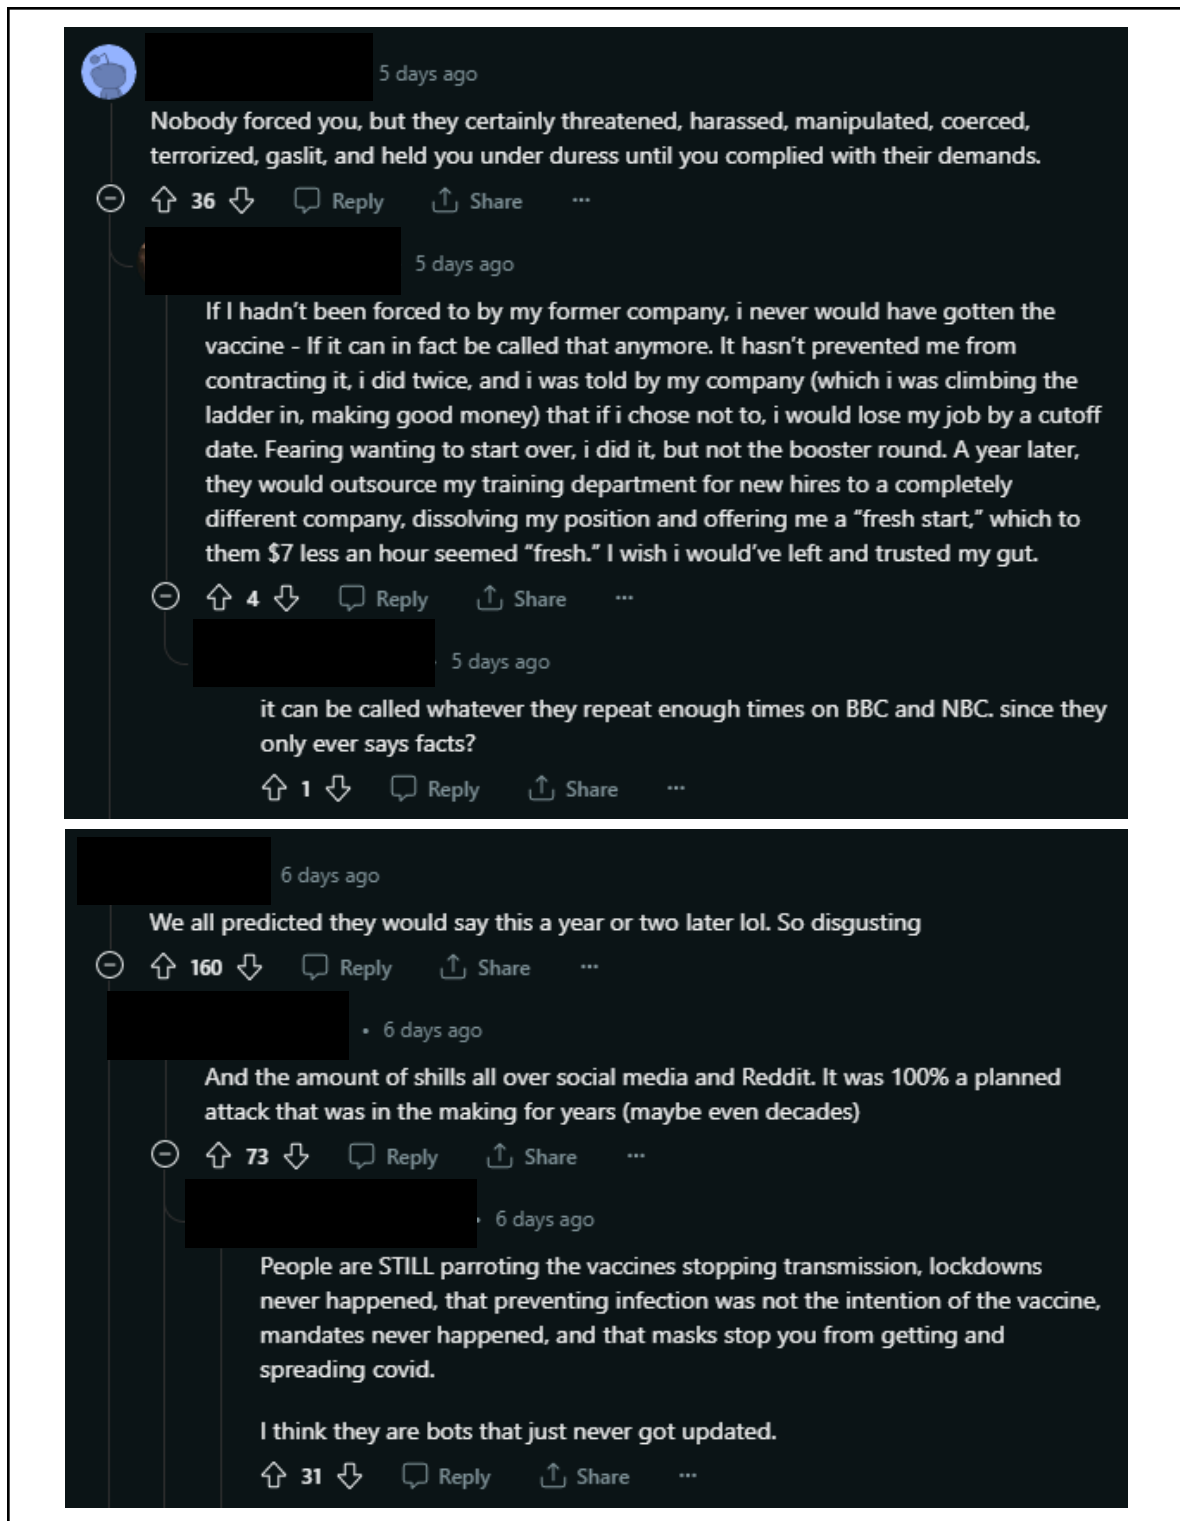 5 days ago
Nobody forced you, but they certainly threatened, harassed, manipulated, coerced,
terrorized, gaslit, and held you under duress until you complied with their demands.
36 Reply Share ...
5 days ago
If I hadn't been forced to by my former company, i never would have gotten the
vaccine - If it can in fact be called that anymore. It hasn't prevented me from
contracting it, i did twice, and i was told by my company (which i was climbing the
ladder in, making good money) that if i chose not to, i would lose my job by a cutoff
date. Fearing wanting to start over, i did it, but not the booster round. A year later,
they would outsource my training department for new hires to a completely
different company, dissolving my position and offering me a “fresh start,” which to
them $7 less an hour seemed “fresh.” I wish i would've left and trusted my gut.
4 Reply Share ...
5 days ago
it can be called whatever they repeat enough times on BBC and NBC. since they
only ever says facts?
1 Reply Share ...
6 days ago
We all predicted they would say this a year or two later lol. So disgusting
160 Reply Share ...
• 6 days ago
And the amount of shills all over social media and Reddit. It was 100% a planned
attack that was in the making for years (maybe even decades)
73 Reply Share ...
• 6 days ago
People are STILL parroting the vaccines stopping transmission, lockdowns
never happened, that preventing infection was not the intention of the vaccine,
mandates never happened, and that masks stop you from getting and
spreading covid.
I think they are bots that just never got updated.
31 Reply Share ...